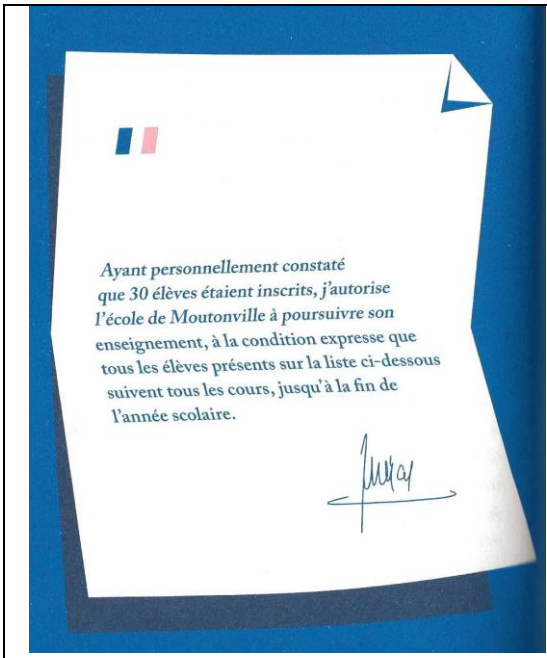 Ayant personnellement constaté
que 30 élèves étaient inscrits, j'autorise
l'école de Moutonville à poursuivre son
enseignement, à la condition expresse que
tous les élèves présents sur la liste ci-dessous
suivent tous les cours, jusqu'à la fin de
l'année scolaire.